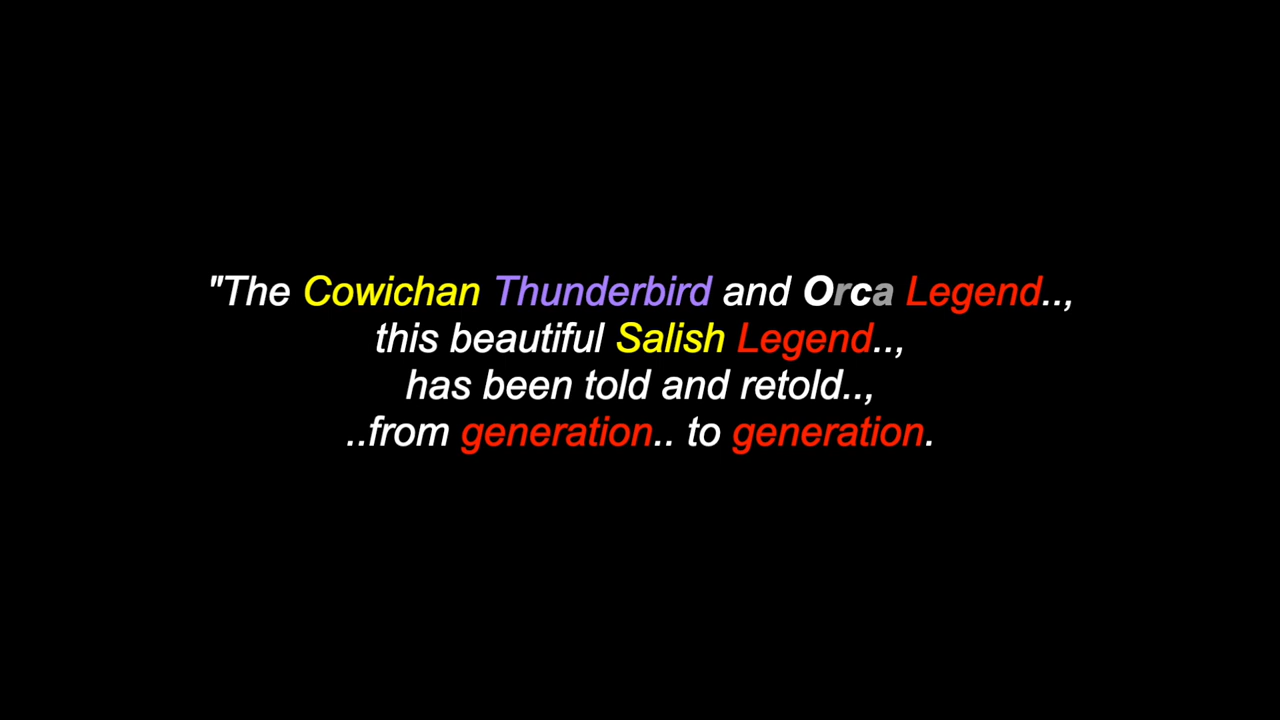 "The Cowichan Thunderbird and Orca Legend..,
this beautiful Salish Legend..,
has been told and retold..,
..from generation.. to generation.